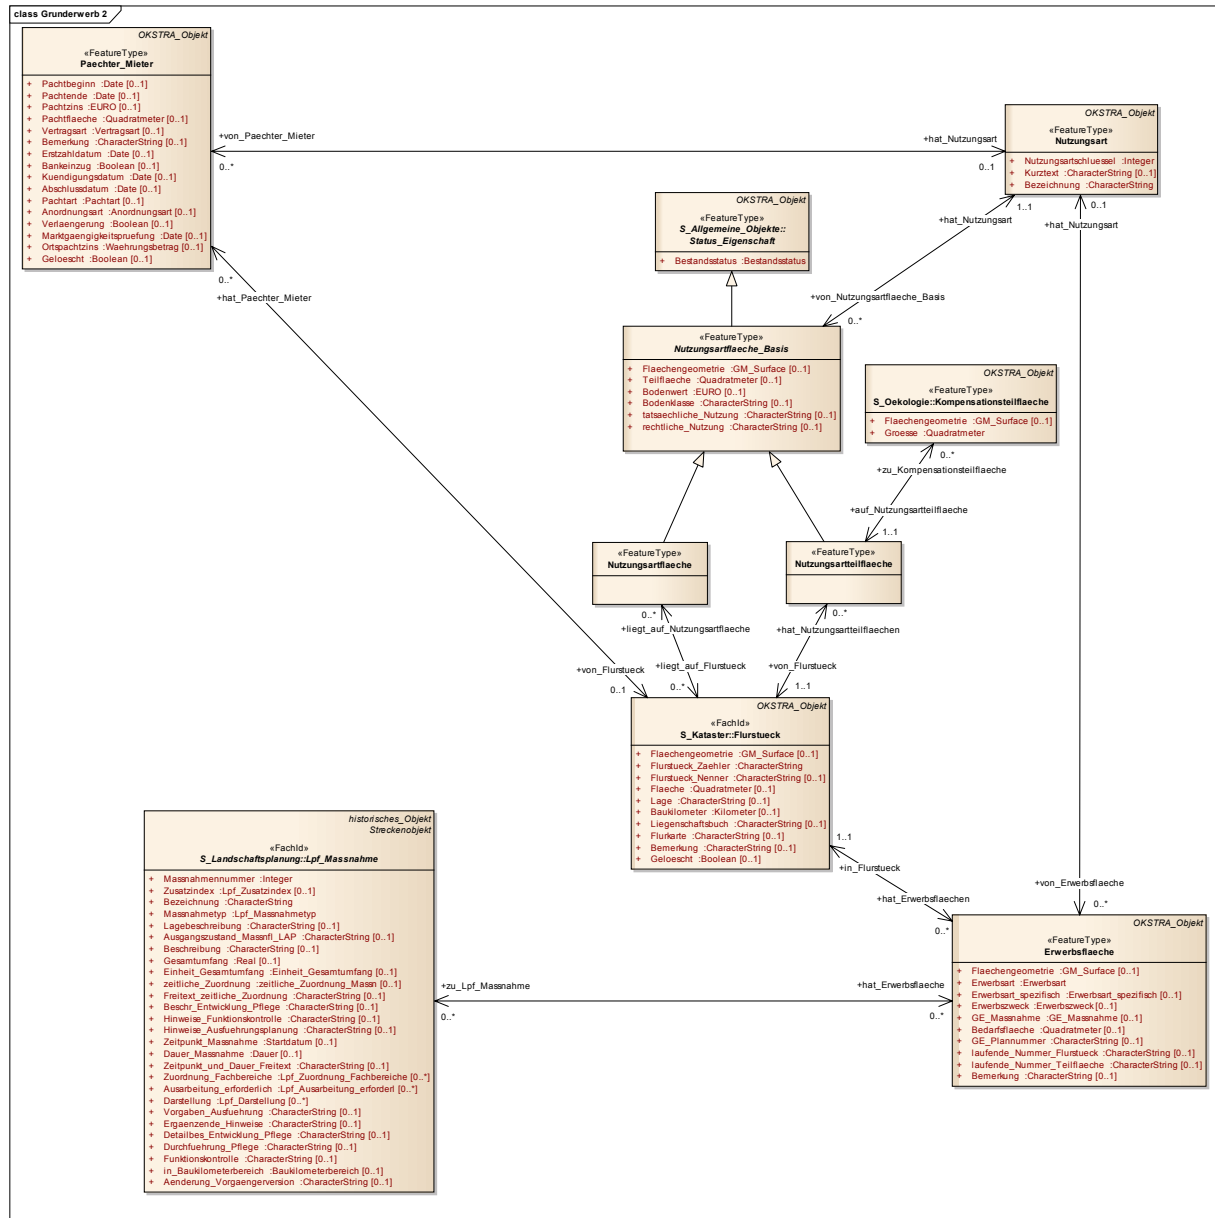 class Grunderwerb 2
OKSTRA_Objekt
«FeatureType»
Paechter_Mieter
+ Pachtbeginn :Date [0..1]
+ Pachtende :Date [0..1]
+ Pachtzins :EURO [0..1]
+ Pachtflaeche :Quadratmeter [0..1]
+ Vertragsart :Vertragsart [0..1]
+ Bemerkung :CharacterString [0..1]
+ Erstzahldatum :Date [0..1]
+ Bankeinzug :Boolean [0..1]
+ Kuendigungsdatum :Date [0..1]
+ Abschlussdatum :Date [0..1]
+ Pachtart :Pachtart [0..1]
+ Anordnungsart :Anordnungsart [0..1]
+ Verlaengerung :Boolean [0..1]
+ Marktgaengigkeitspruefung :Date [0..1]
+ Ortspachtzins :Waehrungsbetrag [0..1]
+ Geloescht :Boolean [0..1]
+von_Paechter_Mieter
0..*
+hat_Nutzungsart
0..1
OKSTRA_Objekt
«FeatureType»
Nutzungsart
+ Nutzungsartschluessel :Integer
+ Kurztext :CharacterString [0..1]
+ Bezeichnung :CharacterString
1..1
0..1
+hat_Nutzungsart
+hat_Nutzungsart
OKSTRA_Objekt
«FeatureType»
S_Allgemeine_Objekte::
Status_Eigenschaft
+ Bestandsstatus :Bestandsstatus
0..*
+hat_Paechter_Mieter
+von_Nutzungsartflaeche_Basis
0..*
«FeatureType»
Nutzungsartflaeche_Basis
+ Flaechengeometrie :GM_Surface [0..1]
+ Teilflaeche :Quadratmeter [0..1]
+ Bodenwert :EURO [0..1]
+ Bodenklasse :CharacterString [0..1]
+ tatsaechliche_Nutzung :CharacterString [0..1]
+ rechtliche_Nutzung :CharacterString [0..1]
OKSTRA_Objekt
«FeatureType»
S_Oekologie::Kompensationsteilflaeche
+ Flaechengeometrie :GM_Surface [0..1]
+ Groesse :Quadratmeter
0..*
+zu_Kompensationsteilflaeche
+auf_Nutzungsartteilflaeche
1..1
«FeatureType»
Nutzungsartflaeche
«FeatureType»
Nutzungsartteilflaeche
0..*
+liegt_auf_Nutzungsartflaeche
0..*
+hat_Nutzungsartteilflaechen
+von_Flurstueck
0..1
+liegt_auf_Flurstueck
0..*
+von_Flurstueck
1..1
OKSTRA_Objekt
«FachId»
S_Kataster::Flurstueck
+ Flaechengeometrie :GM_Surface [0..1]
+ Flurstueck_Zaehler :CharacterString
+ Flurstueck_Nenner :CharacterString [0..1]
+ Flaeche :Quadratmeter [0..1]
+ Lage :CharacterString [0..1]
+ Baukilometer :Kilometer [0..1]
+ Liegenschaftsbuch :CharacterString [0..1]
+ Flurkarte :CharacterString [0..1]
+ Bemerkung :CharacterString [0..1]
+ Geloescht :Boolean [0..1]
1..1
+in_Flurstueck
+hat_Erwerbsflaechen
0..*
+von_Erwerbsflaeche
0..*
historisches_Objekt
Streckenobjekt
«FachId»
S_Landschaftsplanung::Lpf_Massnahme
+ Massnahmennummer :Integer
+ Zusatzindex :Lpf_Zusatzindex [0..1]
+ Bezeichnung :CharacterString
+ Massnahmetyp :Lpf_Massnahmetyp
+ Lagebeschreibung :CharacterString [0..1]
+ Ausgangszustand_Massnfl_LAP :CharacterString [0..1]
+ Beschreibung :CharacterString [0..1]
+ Gesamtumfang :Real [0..1]
+ Einheit_Gesamtumfang :Einheit_Gesamtumfang [0..1]
+ zeitliche_Zuordnung :zeitliche_Zuordnung_Massn [0..1]
+ Freitext_zeitliche_Zuordnung :CharacterString [0..1]
+ Beschr_Entwicklung_Pflege :CharacterString [0..1]
+ Hinweise_Funktionskontrolle :CharacterString [0..1]
+ Hinweise_Ausfuehrungsplanung :CharacterString [0..1]
+ Zeitpunkt_Massnahme :Startdatum [0..1]
+ Dauer_Massnahme :Dauer [0..1]
+ Zeitpunkt_und_Dauer_Freitext :CharacterString [0..1]
+ Zuordnung_Fachbereiche :Lpf_Zuordnung_Fachbereiche [0..*]
+ Ausarbeitung_erforderlich :Lpf_Ausarbeitung_erforderl [0..*]
+ Darstellung :Lpf_Darstellung [0..*]
+ Vorgaben_Ausfuehrung :CharacterString [0..1]
+ Ergaenzende_Hinweise :CharacterString [0..1]
+ Detailbes_Entwicklung_Pflege :CharacterString [0..1]
+ Durchfuehrung_Pflege :CharacterString [0..1]
+ Funktionskontrolle :CharacterString [0..1]
+ in_Baukilometerbereich :Baukilometerbereich [0..1]
+ Aenderung_Vorgaengerversion :CharacterString [0..1]
+zu_Lpf_Massnahme
0..*
+hat_Erwerbsflaeche
0..*
OKSTRA_Objekt
«FeatureType»
Erwerbsflaeche
+ Flaechengeometrie :GM_Surface [0..1]
+ Erwerbsart :Erwerbsart
+ Erwerbsart_spezifisch :Erwerbsart_spezifisch [0..1]
+ Erwerbszweck :Erwerbszweck [0..1]
+ GE_Massnahme :GE_Massnahme [0..1]
+ Bedarfsflaeche :Quadratmeter [0..1]
+ GE_Plannummer :CharacterString [0..1]
+ laufende_Nummer_Flurstueck :CharacterString [0..1]
+ laufende_Nummer_Teilflaeche :CharacterString [0..1]
+ Bemerkung :CharacterString [0..1]